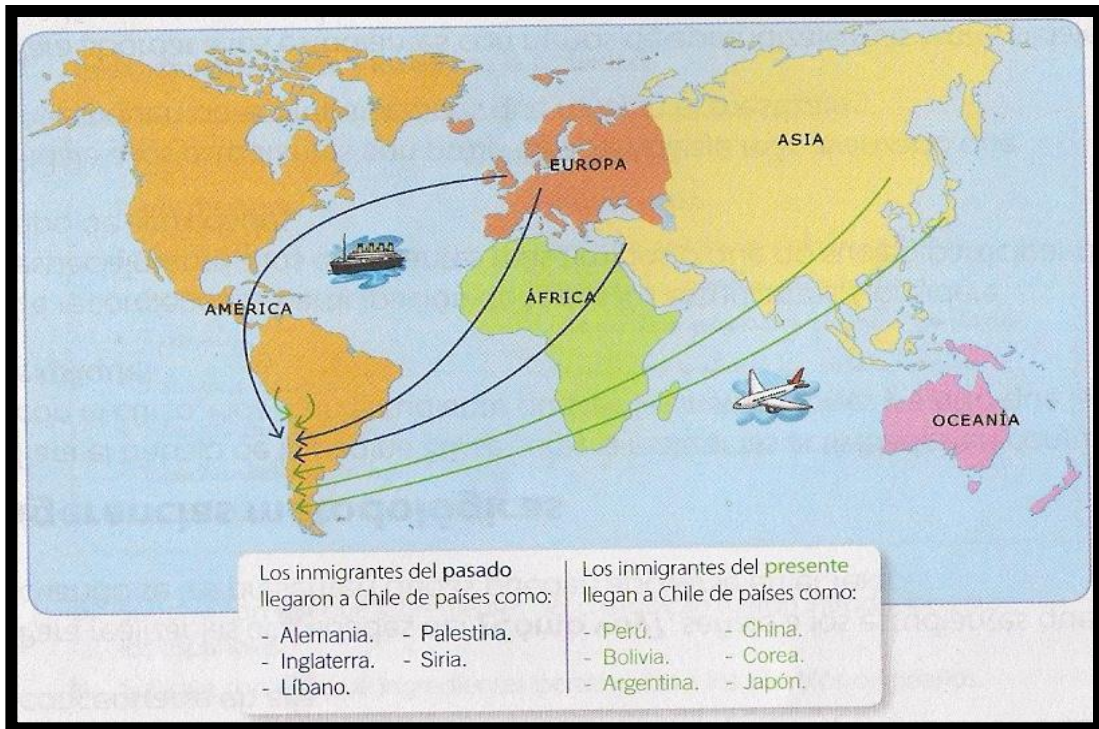 EUROPA
ASIA
AMÉRICA
ÁFRICA
OCEANÍA
Los inmigrantes del pasado
llegaron a Chile de países como:
- Alemania. - Palestina.
- Inglaterra. - Siria.
- Líbano.
Los inmigrantes del presente
llegan a Chile de países como:
- Perú. - China.
- Bolivia. - Corea.
Argentina. - Japón.